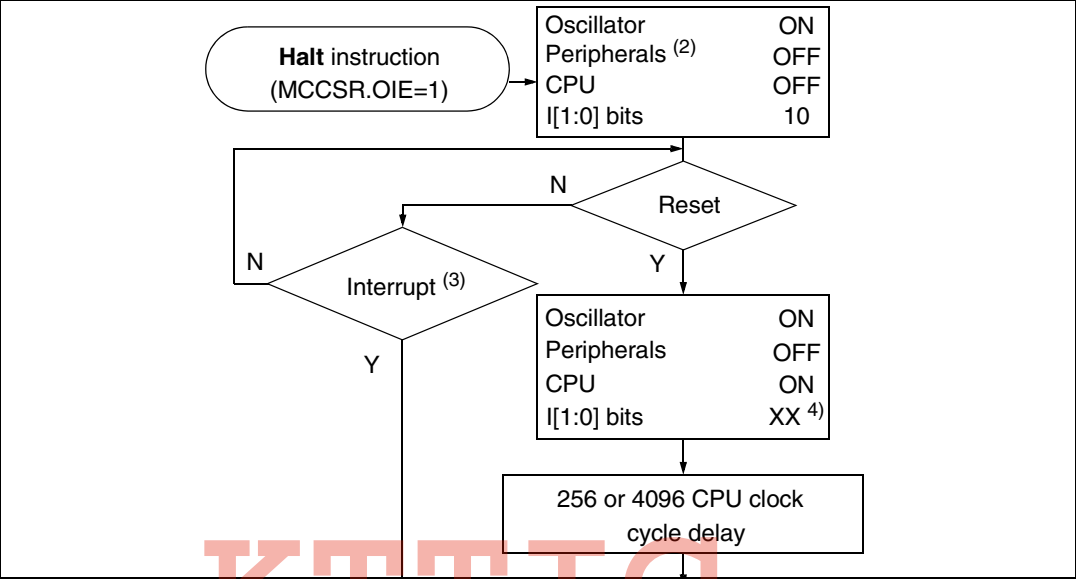 Halt instruction
(MCCSR.OIE=1)
Oscillator ON
Peripherals (2) OFF
CPU OFF
I[1:0] bits 10
Reset
N
Y
Interrupt (3)
N
Y
Oscillator ON
Peripherals OFF
CPU ON
I[1:0] bits XX 4)
256 or 4096 CPU clock
cycle delay